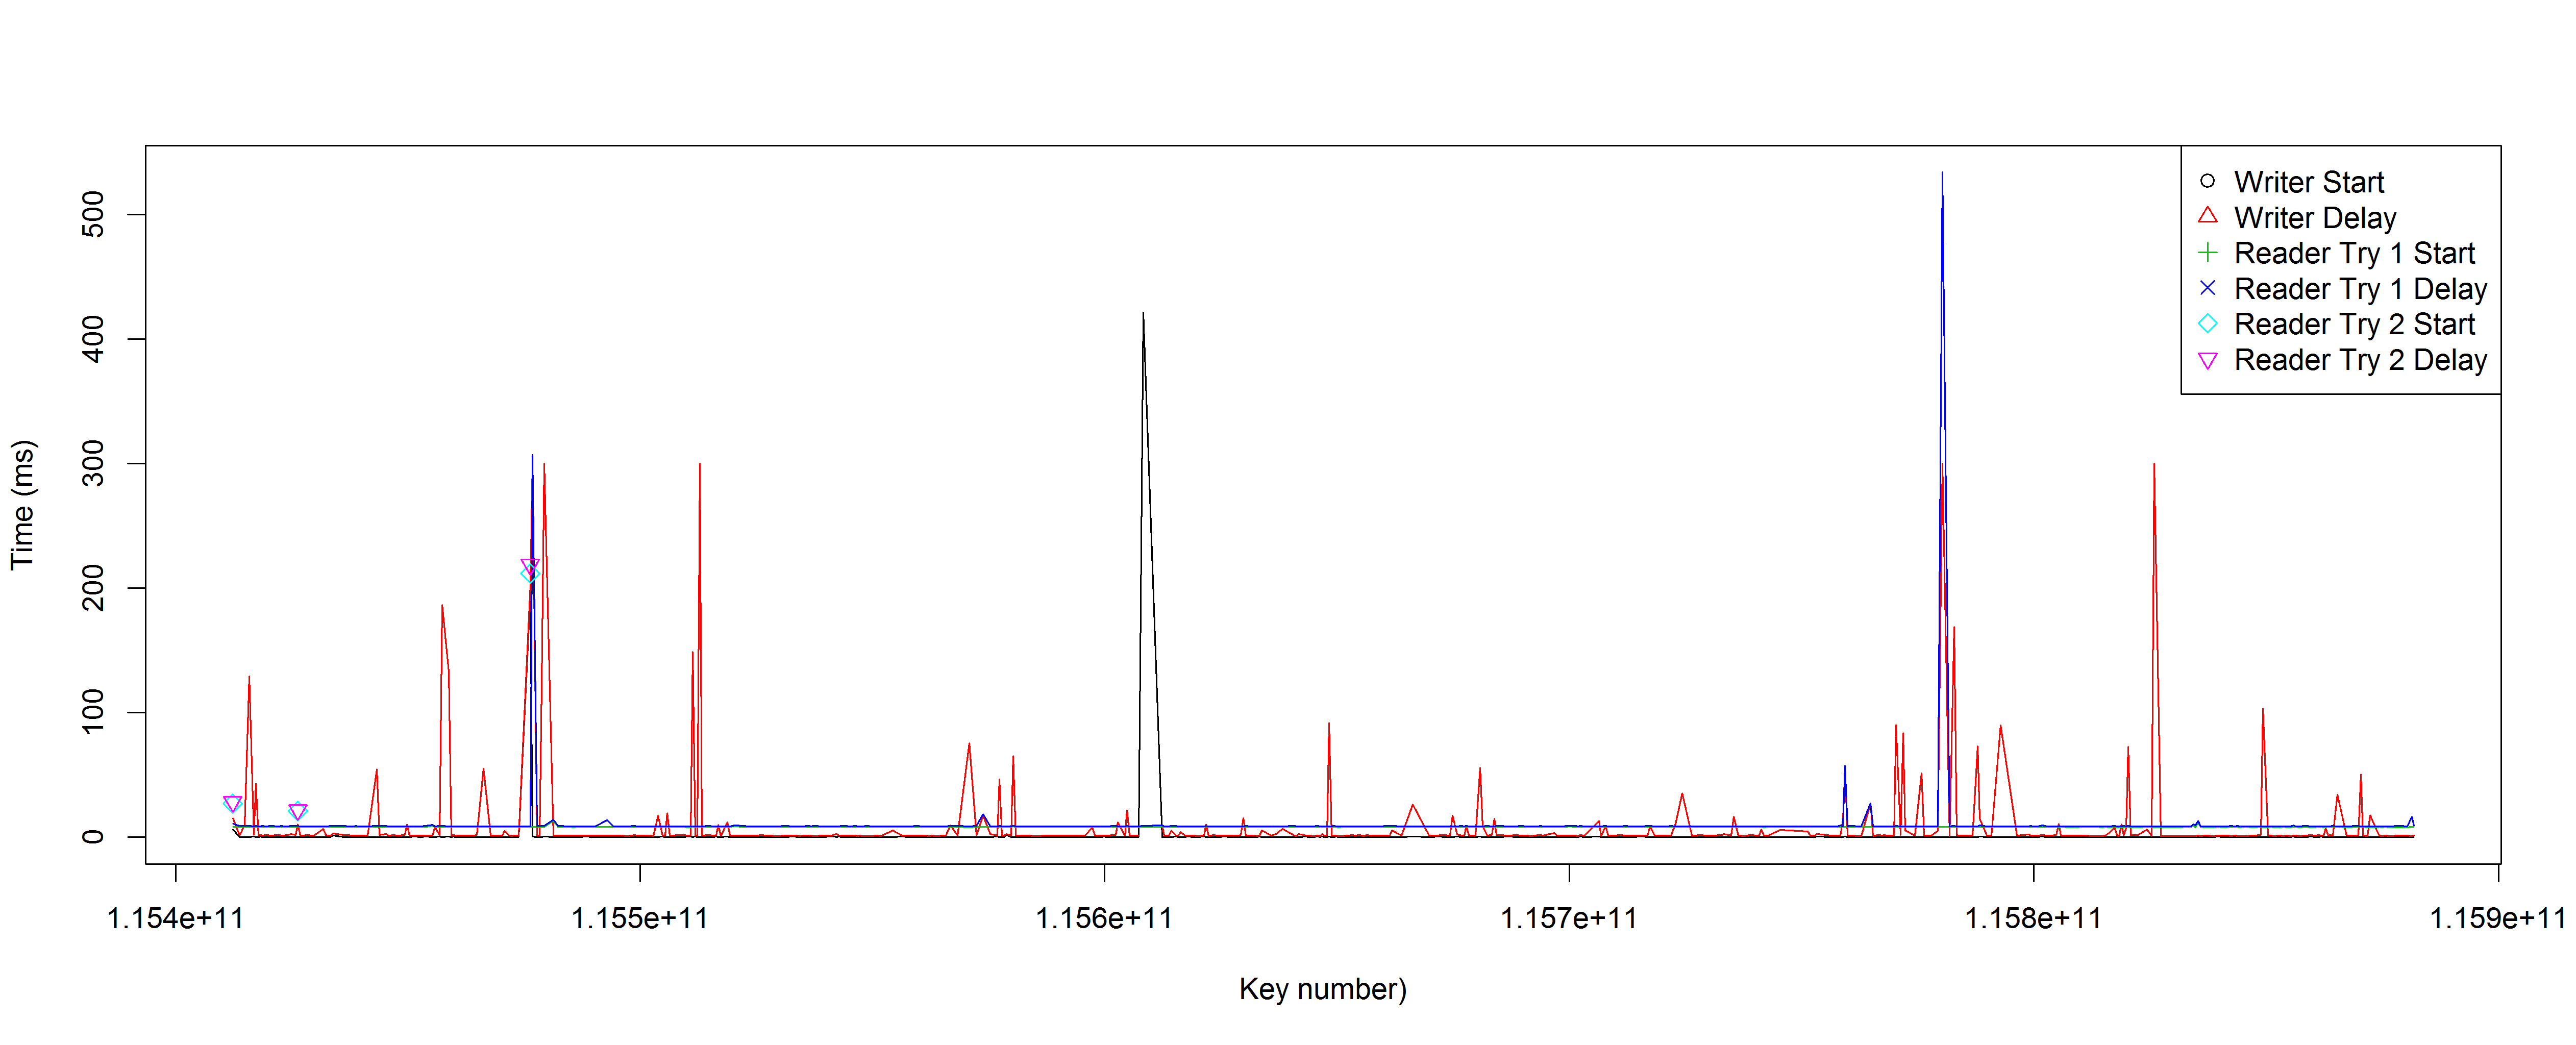 Time (ms)
500
400
300
200
100
0
Writer Start
Writer Delay
Reader Try 1 Start
Reader Try 1 Delay
Reader Try 2 Start
Reader Try 2 Delay
1.154e+11 1.155e+11 1.156e+11 1.157e+11 1.158e+11 1.159e+11
Key number)